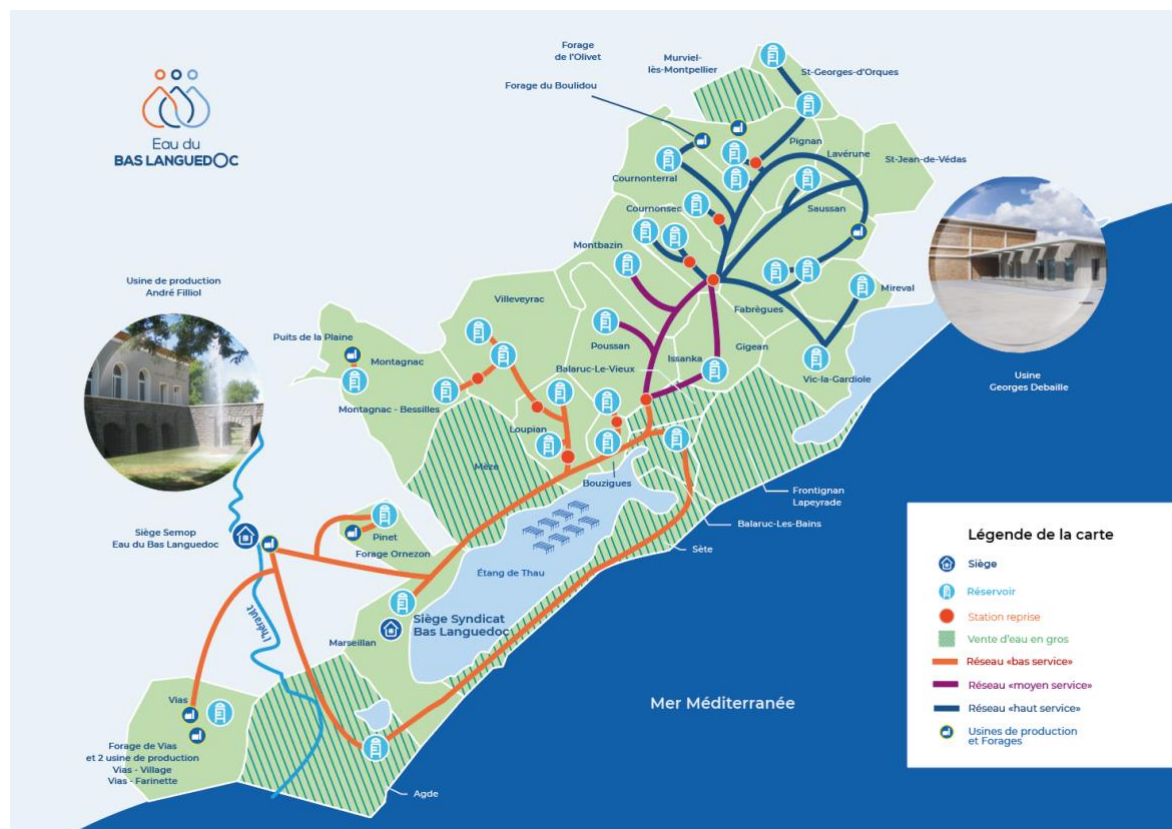 Eau du
BAS LANGUEDOC
Forage
de l'Olivet
Forage du Boulidou
Murviel-
lès-Montpellier
St-Georges-d'Orques
Pignan
Lavérune
St-Jean-de-Védas
Cournonterral
Saussan
Cournonsec
Montbazin
Mireval
Fabrègues
Villeveyrac
Poussan
Issanka
Gigean
Vic-la-Gardiole
Balaruc-Le-Vieux
Usine
Georges Debaille
Usine de production
André Filliol
Puits de la Plaine
Montagnac
Montagnac - Bessilles
Loupian
Mèze
Bouzigues
Frontignan
Lapeyrade
Balaruc-Les-Bains
Sète
Siège Semop
Eau du Bas Languedoc
Pinet
Forage Ornezon
Étang de Thau
Siège Syndicat
Bas Languedoc
Marseillan
L'hérault
Vias
Forage de Vias
et 2 usine de production
Vias - Village
Vias - Farinette
Agde
Mer Méditerranée
Légende de la carte
Siège
Réservoir
Station reprise
Vente d'eau en gros
Réseau «bas service»
Réseau «moyen service»
Réseau «haut service»
Usines de production
et Forages